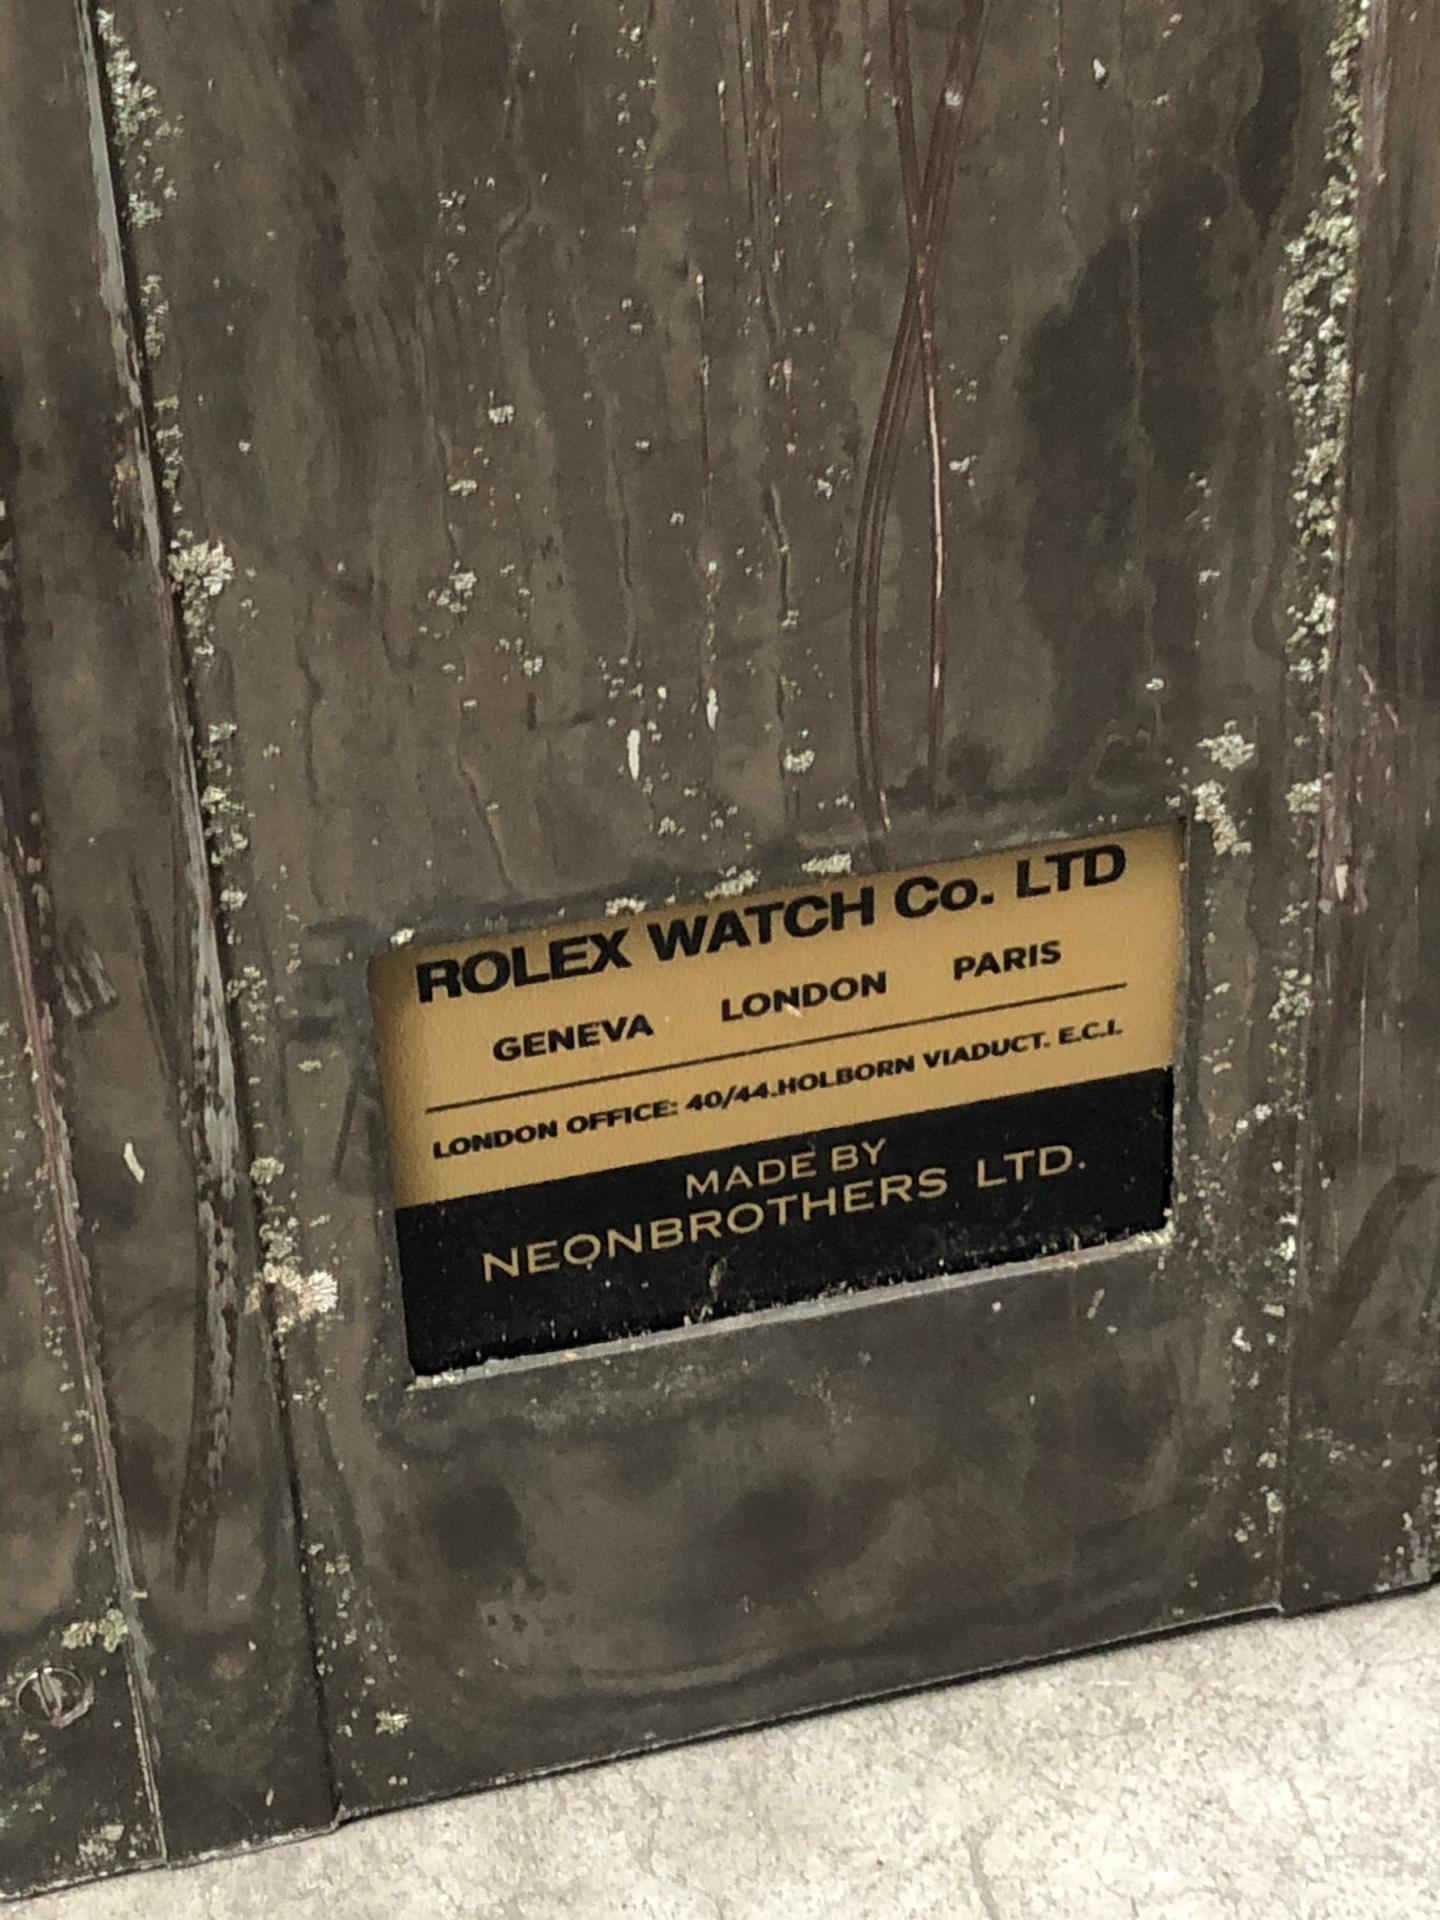 ROLEX WATCH Co. LTD
GENEVA LONDON PARIS
LONDON OFFICE: 40/44.HOLBORN VIADUCT. E.C.I.
MADE BY
NEONBROTHERS LTD.